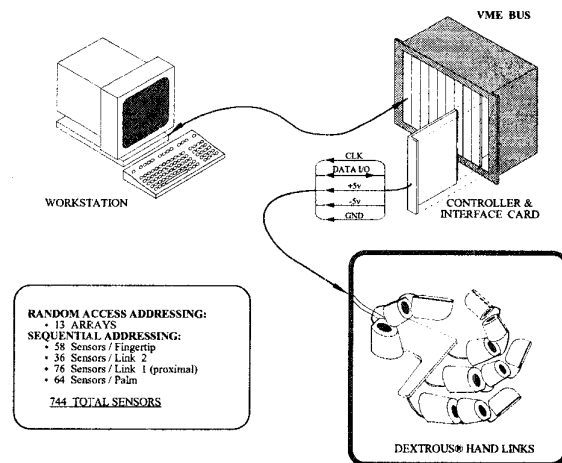 VME BUS
WORKSTATION
CLK
DATA I/O
+5v
-5v
GND
CONTROLLER &
INTERFACE CARD
RANDOM ACCESS ADDRESSING:
• 13 ARRAYS
SEQUENTIAL ADDRESSING:
• 58 Sensors / Fingertip
• 36 Sensors / Link 2
• 76 Sensors / Link 1 (proximal)
• 64 Sensors / Palm
744 TOTAL SENSORS
DEXTROUS® HAND LINKS